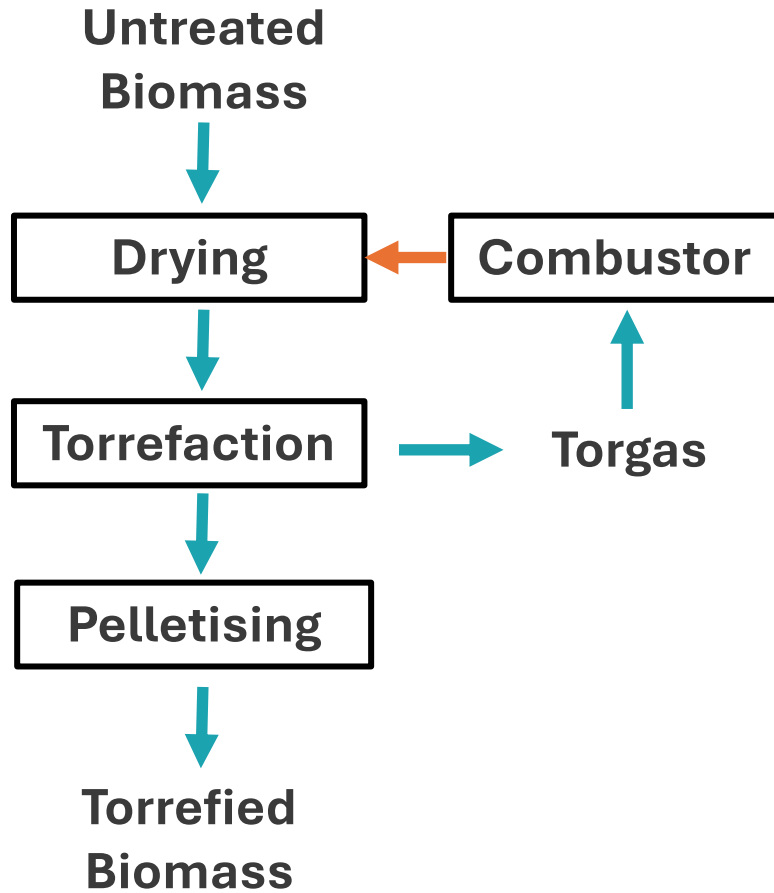 Untreated
Biomass
Drying
Combustor
Torrefaction
Torgas
Pelletising
Torrefied
Biomass